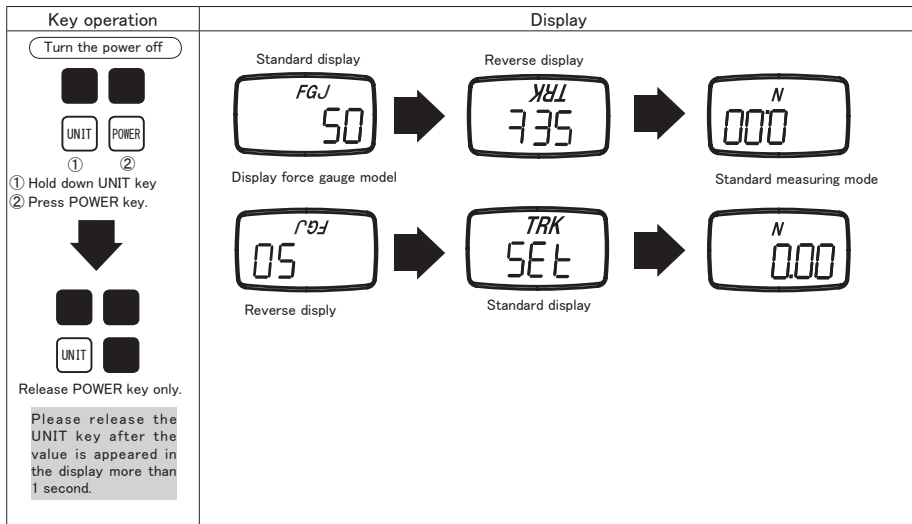 Key operation
Display
Turn the power off
UNIT
POWER
①
②
① Hold down UNIT key
② Press POWER key.
UNIT
Release POWER key only.
Please release the
UNIT key after the
value is appeared in
the display more than
1 second.
Standard display
FGJ
50
Display force gauge model
Reverse display
TRK
SEt
N
0.00
Standard measuring mode
FGJ
50
Reverse disply
TRK
SEt
Standard display
N
0.00